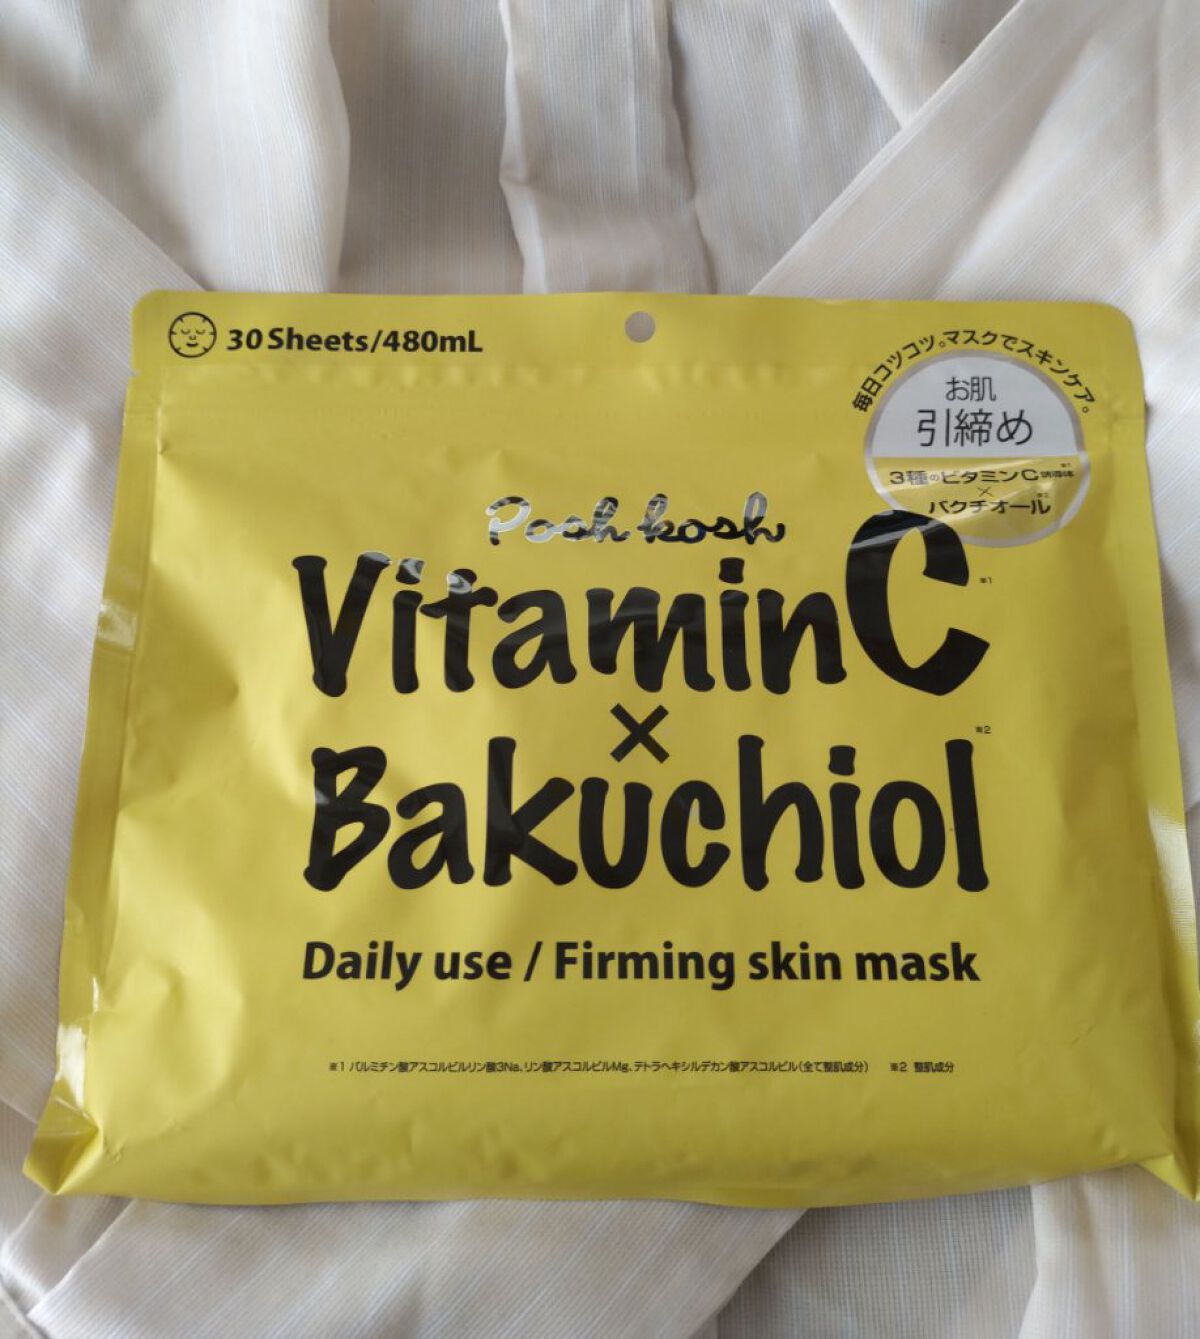 30 Sheets/480mL
毎日コツコツ。マスクでスキンケア。
お肌
引締め
3種のビタミンC誘導体※1
×
バクチオール※2
Posh kosh
VitaminC※1
×
Bakuchiol※2
Daily use / Firming skin mask
※1 パルミチン酸アスコルビルリン酸3Na、リン酸アスコルビルMg、テトラヘキシルデカン酸アスコルビル(全て整肌成分) ※2 整肌成分